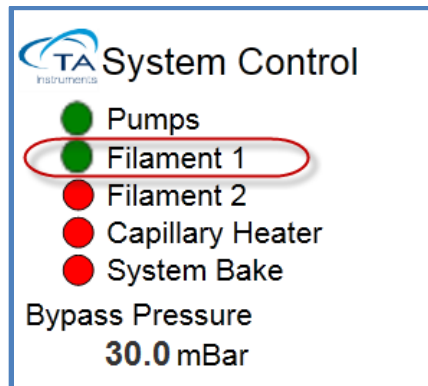 TA System Control
Instruments
Pumps
Filament 1
Filament 2
Capillary Heater
System Bake
Bypass Pressure
30.0 mBar